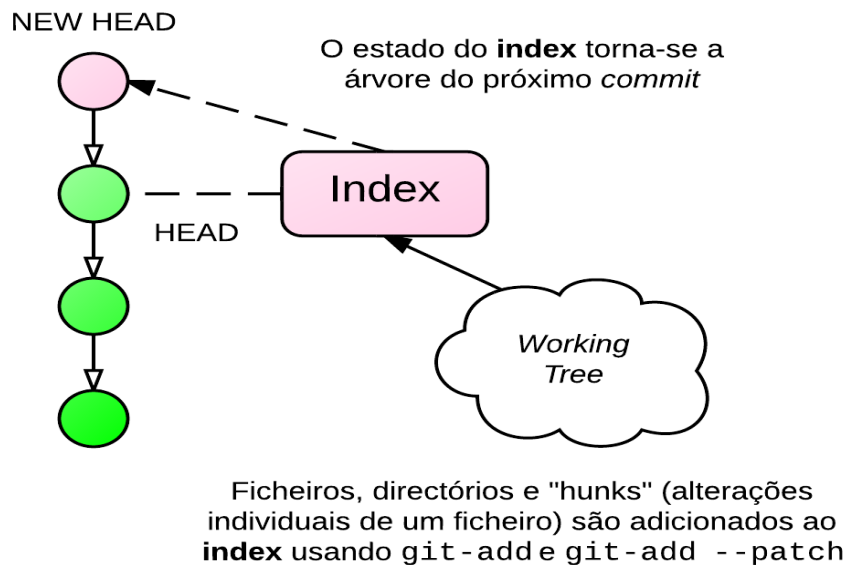 NEW HEAD
O estado do index torna-se a
árvore do próximo commit
Index
HEAD
Working
Tree
Ficheiros, directórios e "hunks" (alterações
individuais de um ficheiro) são adicionados ao
index usando git-add e git-add --patch